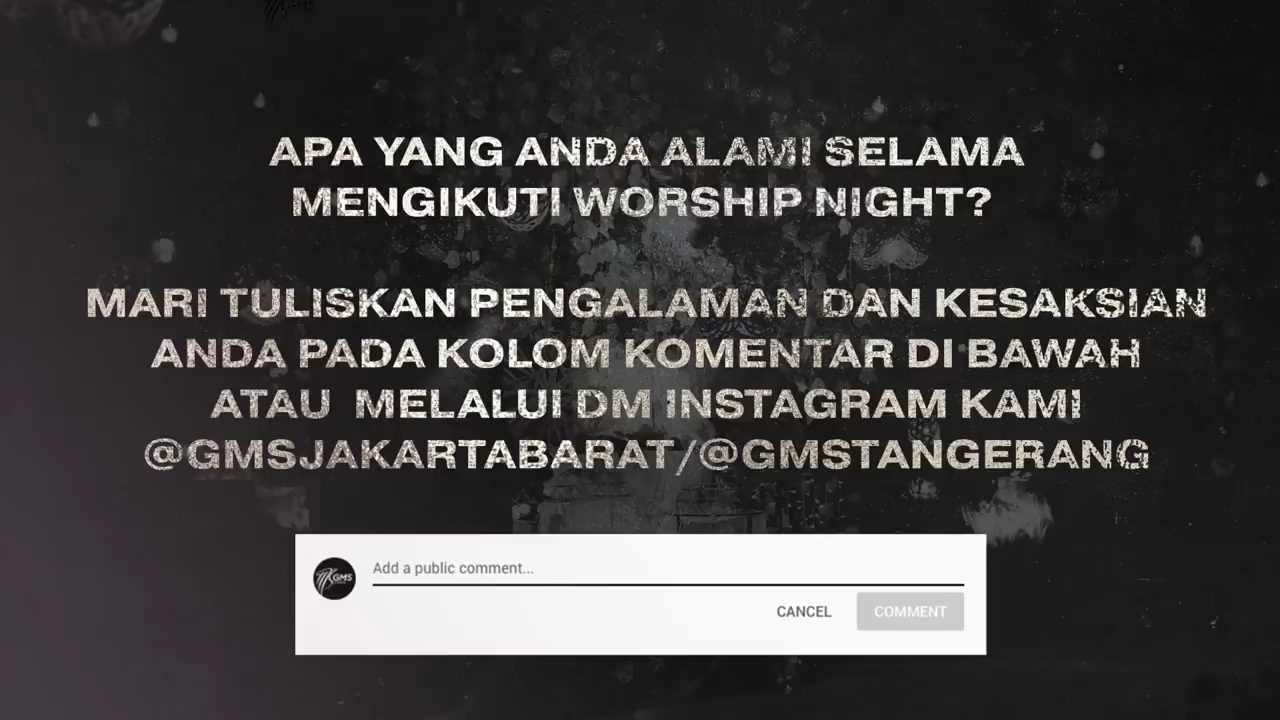 APA YANG ANDA ALAMI SELAMA
MENGIKUTI WORSHIP NIGHT?
MARI TULISKAN PENGALAMAN DAN KESAKSIAN
ANDA PADA KOLOM KOMENTAR DI BAWAH
ATAU MELALUI DM INSTAGRAM KAMI
@GMSJAKARTABARAT/@GMSTANGERANG
GMS
Add a public comment...
CANCEL COMMENT